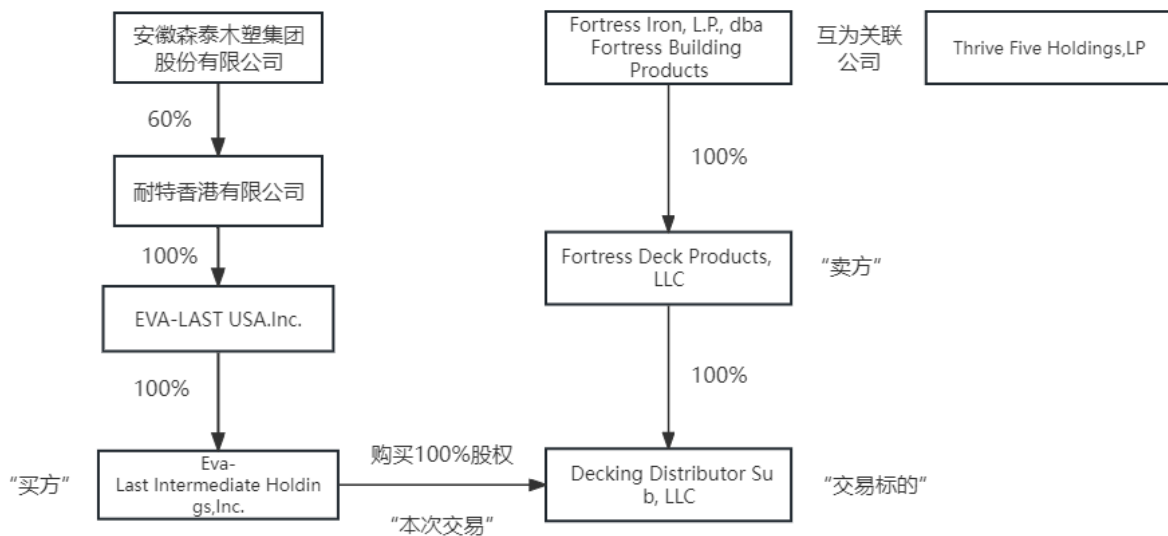 安徽森泰木塑集团
股份有限公司
Fortress Iron, L.P., dba
Fortress Building
Products
互为关联
公司
Thrive Five Holdings,LP
60%
100%
耐特香港有限公司
100%
Fortress Deck Products,
LLC
“卖方”
EVA-LAST USA.Inc.
100%
100%
“买方”
Eva-
Last Intermediate Holdin
gs,Inc.
购买100%股权
“本次交易”
Decking Distributor Su
b, LLC
“交易标的”